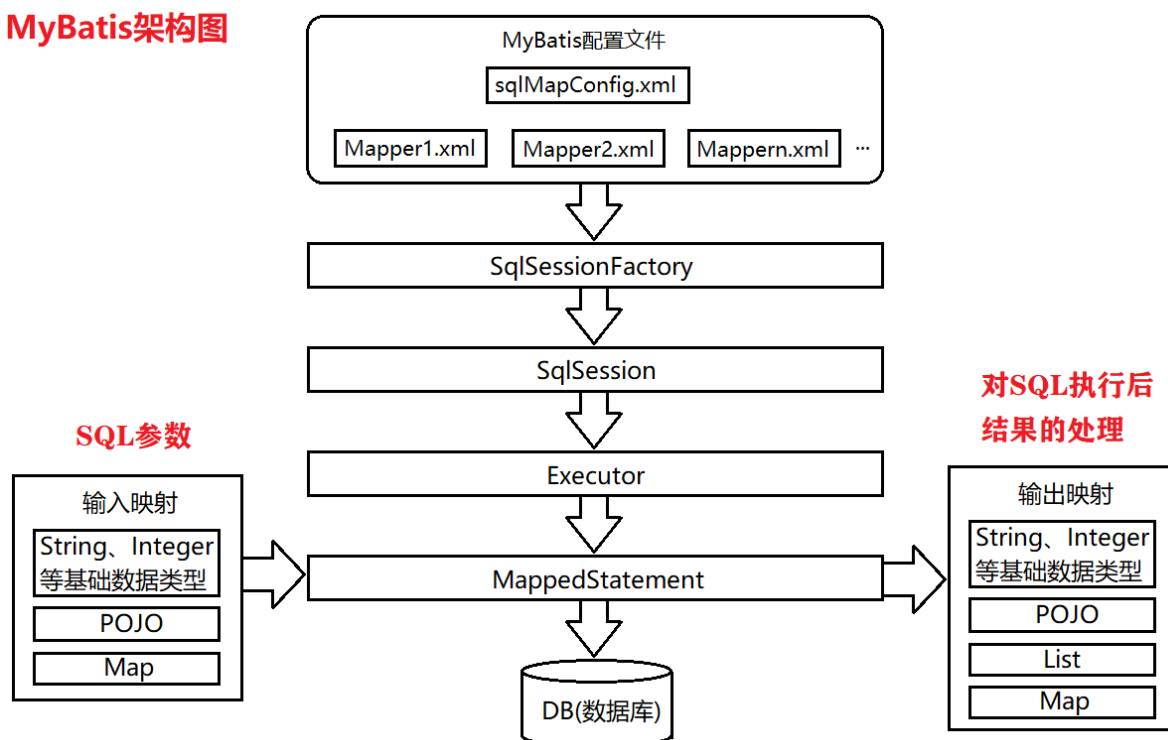 MyBatis架构图
MyBatis配置文件
sqlMapConfig.xml
Mapper1.xml
Mapper2.xml
Mappern.xml
...
SqlSessionFactory
SqlSession
Executor
MappedStatement
DB(数据库)
SQL参数
输入映射
String、Integer
等基础数据类型
POJO
Map
对SQL执行后
结果的处理
输出映射
String、Integer
等基础数据类型
POJO
List
Map